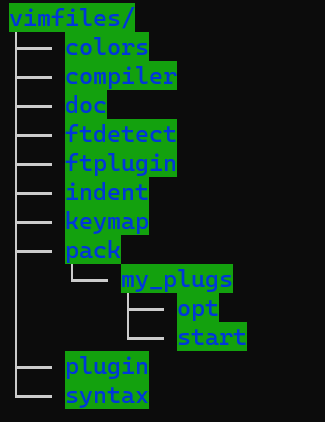 vimfiles/
colors
compiler
doc
ftdetect
ftplugin
indent
keymap
pack
my_plugs
opt
start
plugin
syntax